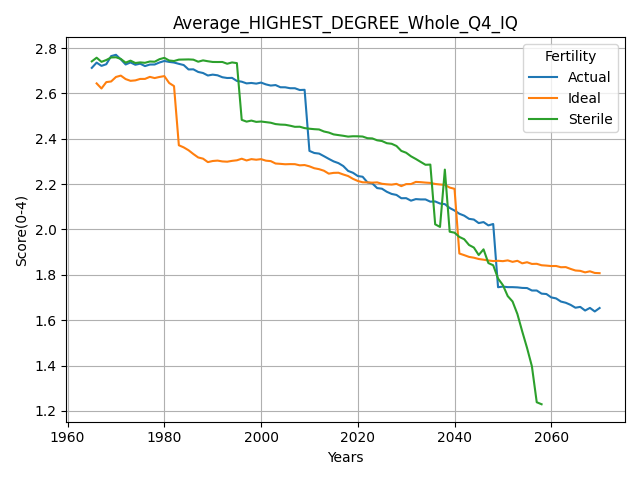 Average_HIGHEST_DEGREE_Whole_Q4_IQ
Score(0-4)
2.8
2.6
2.4
2.2
2.0
1.8
1.6
1.4
1.2
Fertility
Actual
Ideal
Sterile
1960
1980
2000
2020
2040
2060
Years